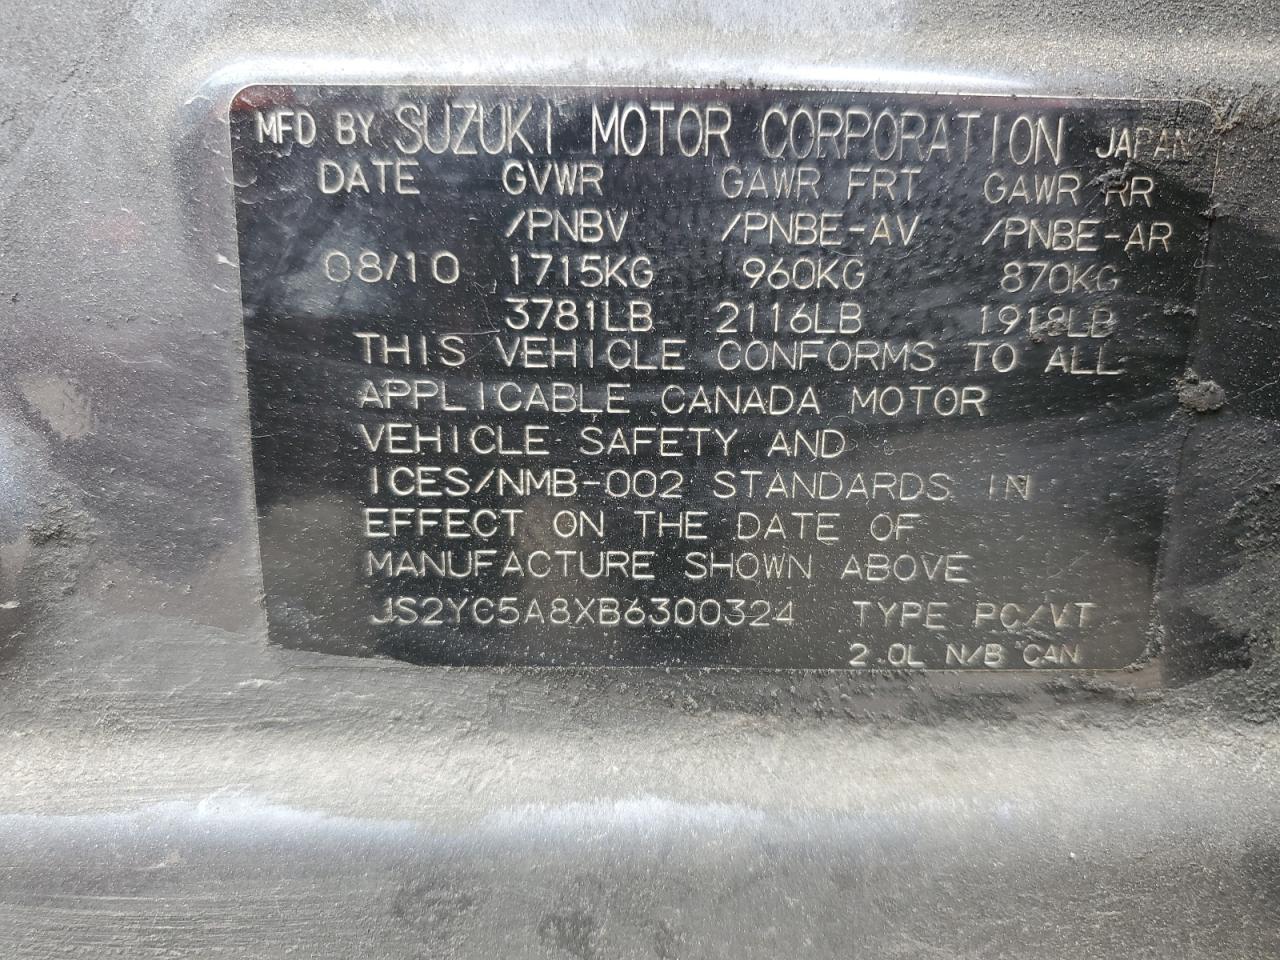 MFD BY SUZUKI MOTOR CORPORATION JAPAN
DATE GVWR GAWR FRT GAWR RR
/PNBV /PNBE-AV /PNBE-AR
08/10 1715KG 960KG 870KG
3781LB 2116LB 1918LB
THIS VEHICLE CONFORMS TO ALL
APPLICABLE CANADA MOTOR
VEHICLE SAFETY AND
ICES/NMB-002 STANDARDS IN
EFFECT ON THE DATE OF
MANUFACTURE SHOWN ABOVE
JS2YC5A8XB6300324 TYPE PC/VT
2.0L N/B CAN